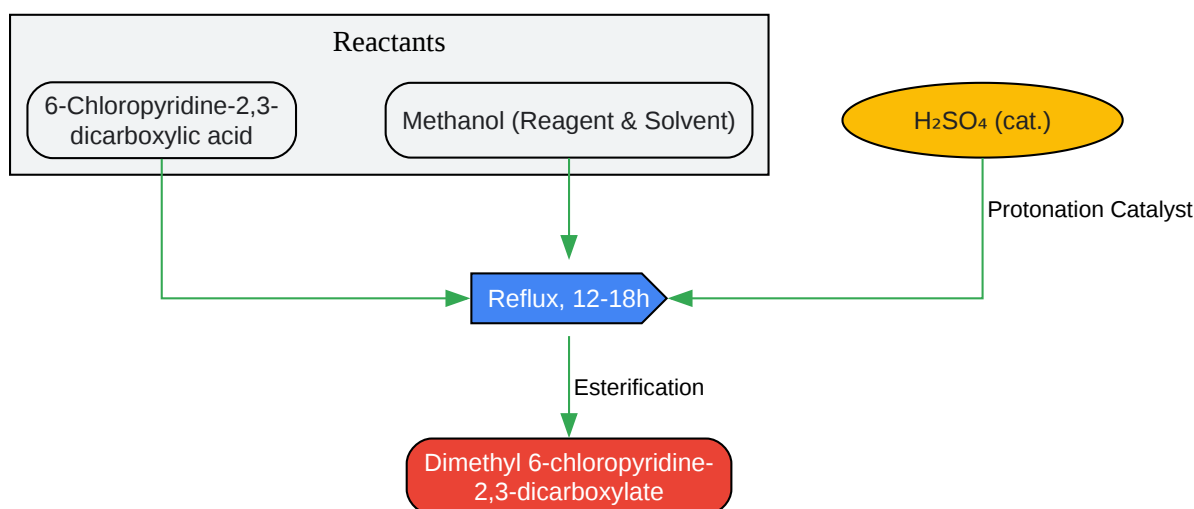 Reactants
6-Chloropyridine-2,3-
dicarboxylic acid
Methanol (Reagent & Solvent)
H₂SO₄ (cat.)
Protonation Catalyst
Reflux, 12-18h
Esterification
Dimethyl 6-chloropyridine-
2,3-dicarboxylate